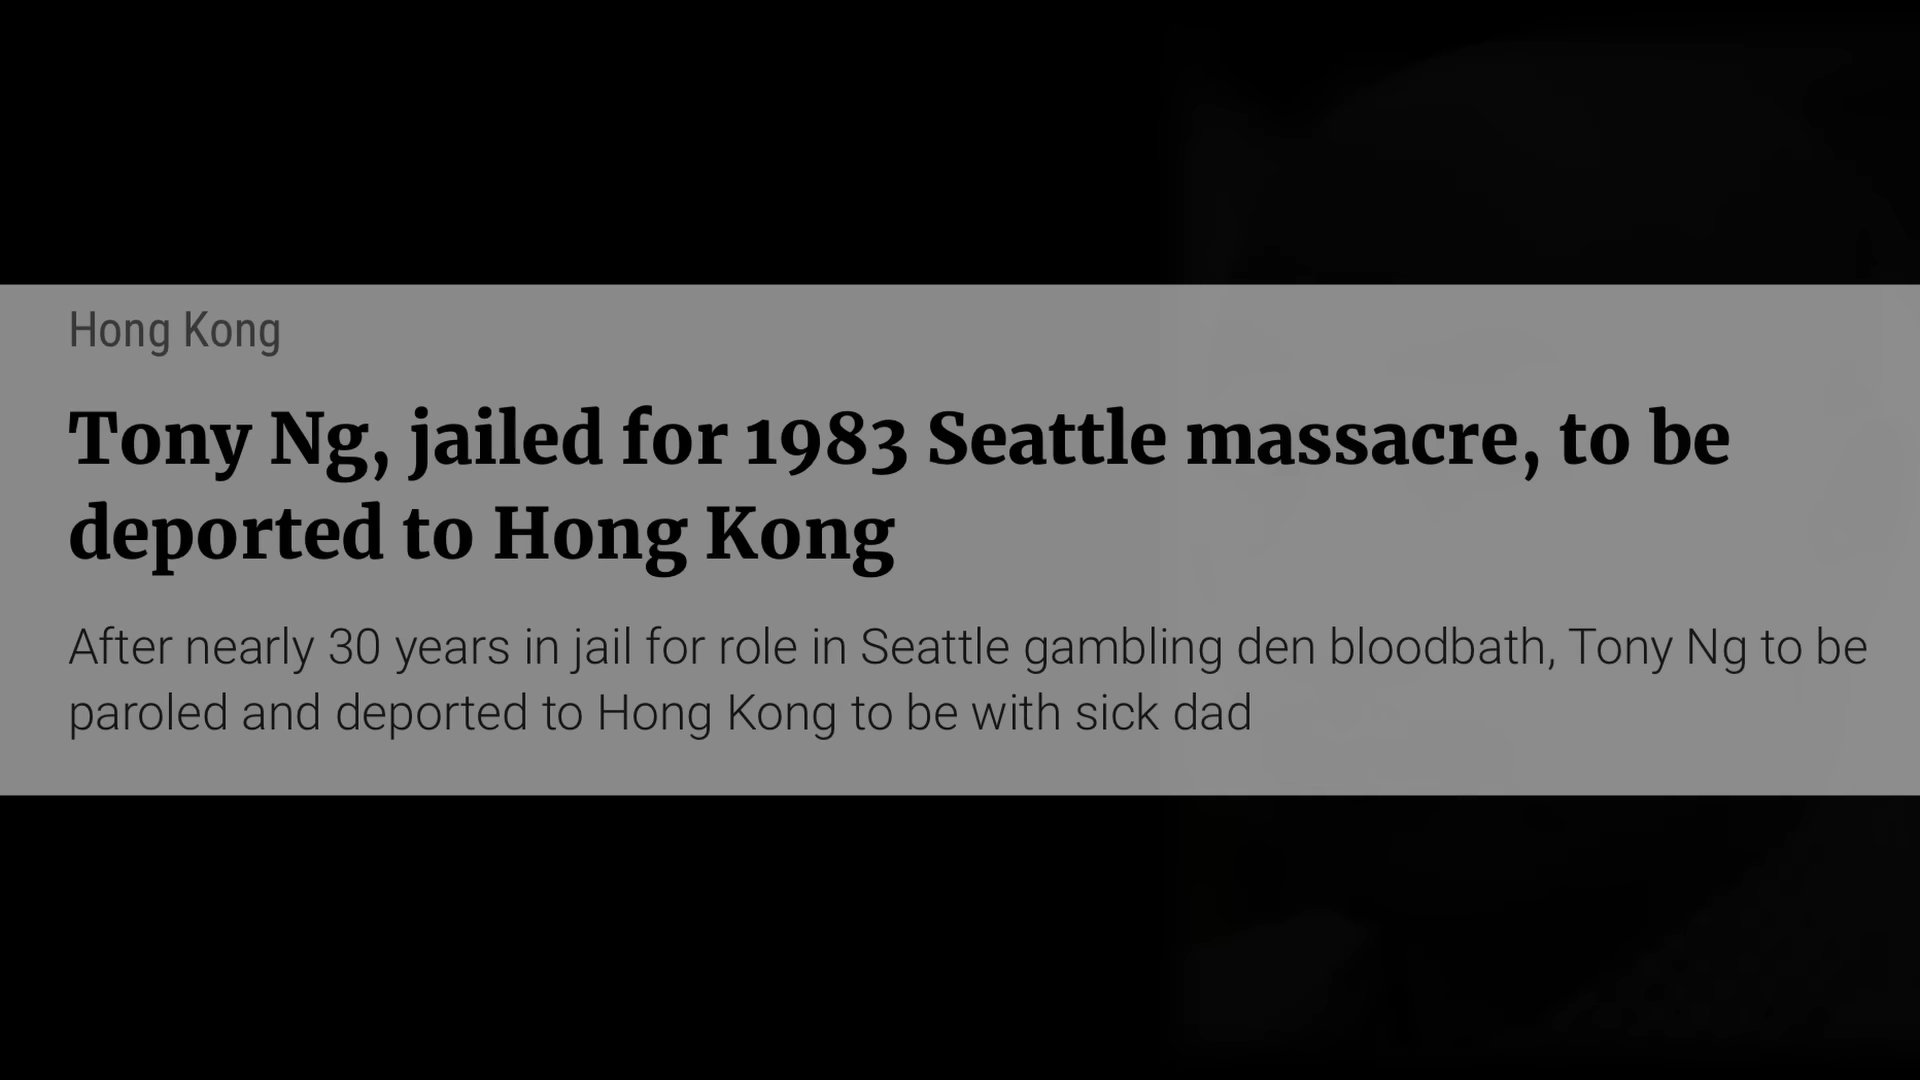 Hong Kong
Tony Ng, jailed for 1983 Seattle massacre, to be
deported to Hong Kong
After nearly 30 years in jail for role in Seattle gambling den bloodbath, Tony Ng to be
paroled and deported to Hong Kong to be with sick dad